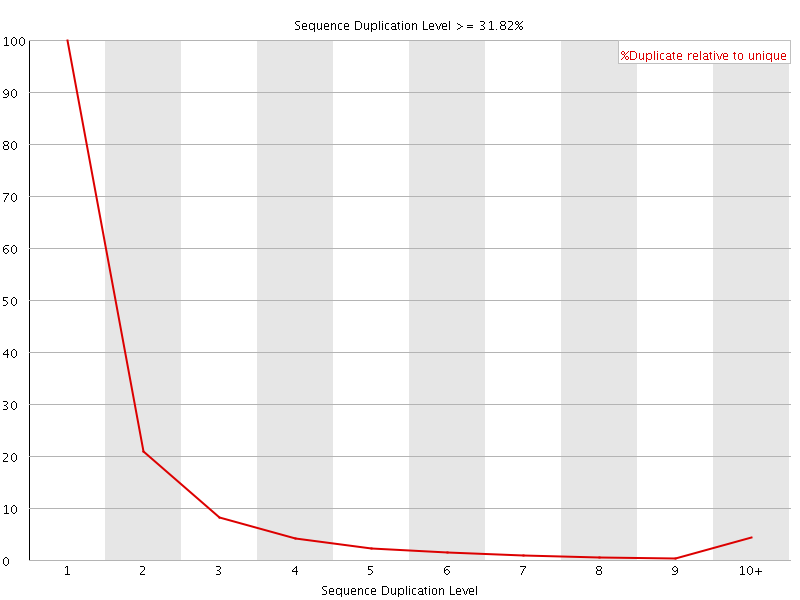 Sequence Duplication Level >= 31.82%
%Duplicate relative to unique
100
90
80
70
60
50
40
30
20
10
0
1 2 3 4 5 6 7 8 9 10+
Sequence Duplication Level